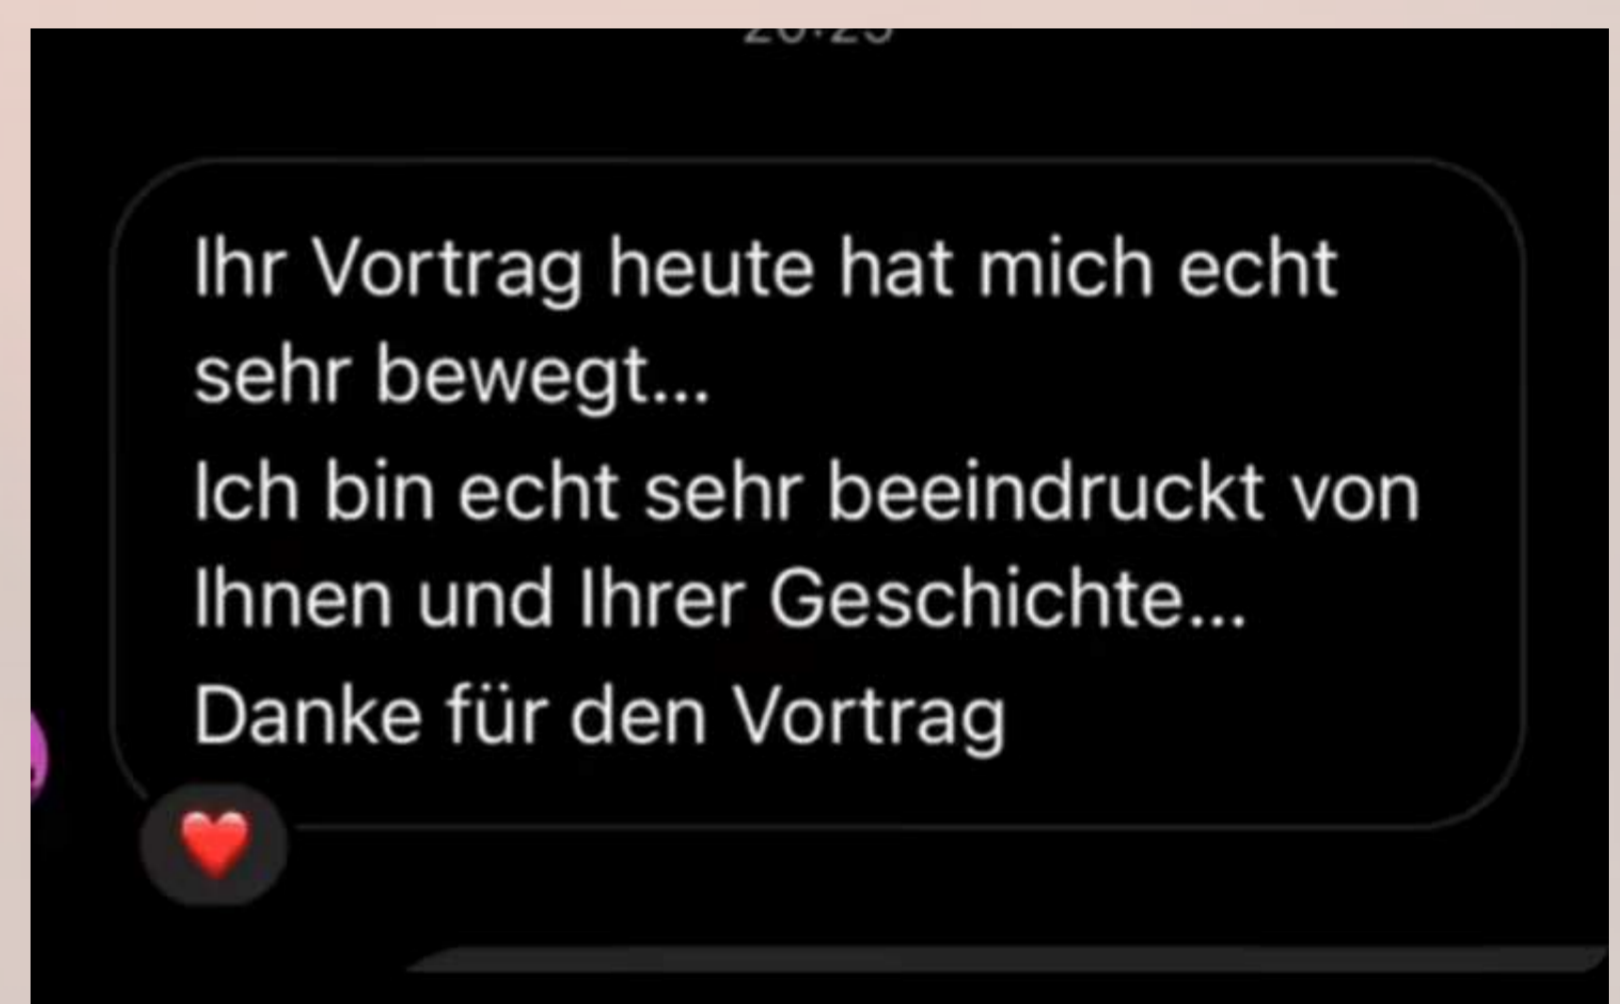 Ihr Vortrag heute hat mich echt
sehr bewegt...
Ich bin echt sehr beeindruckt von
Ihnen und Ihrer Geschichte...
Danke für den Vortrag